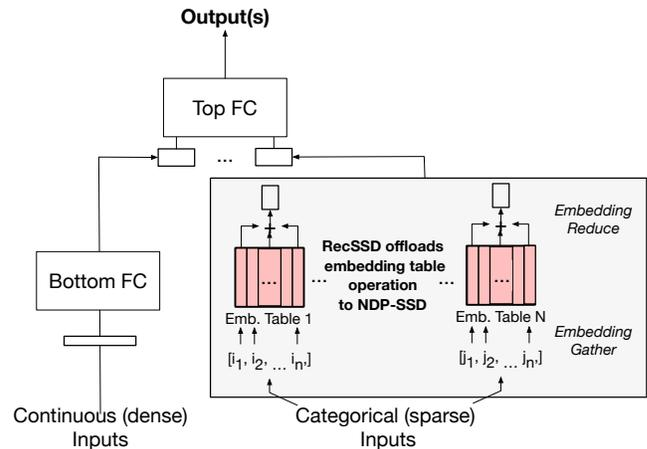 Output(s)
Top FC
...
Embedding
Reduce
+
+
RecSSD offloads
embedding table
operation
to NDP-SSD
...
...
...
...
Bottom FC
Emb. Table 1
Emb. Table N
Embedding
Gather
[i1, i2, ... in,]
[j1, j2, ... jn,]
Continuous (dense)
Inputs
Categorical (sparse)
Inputs